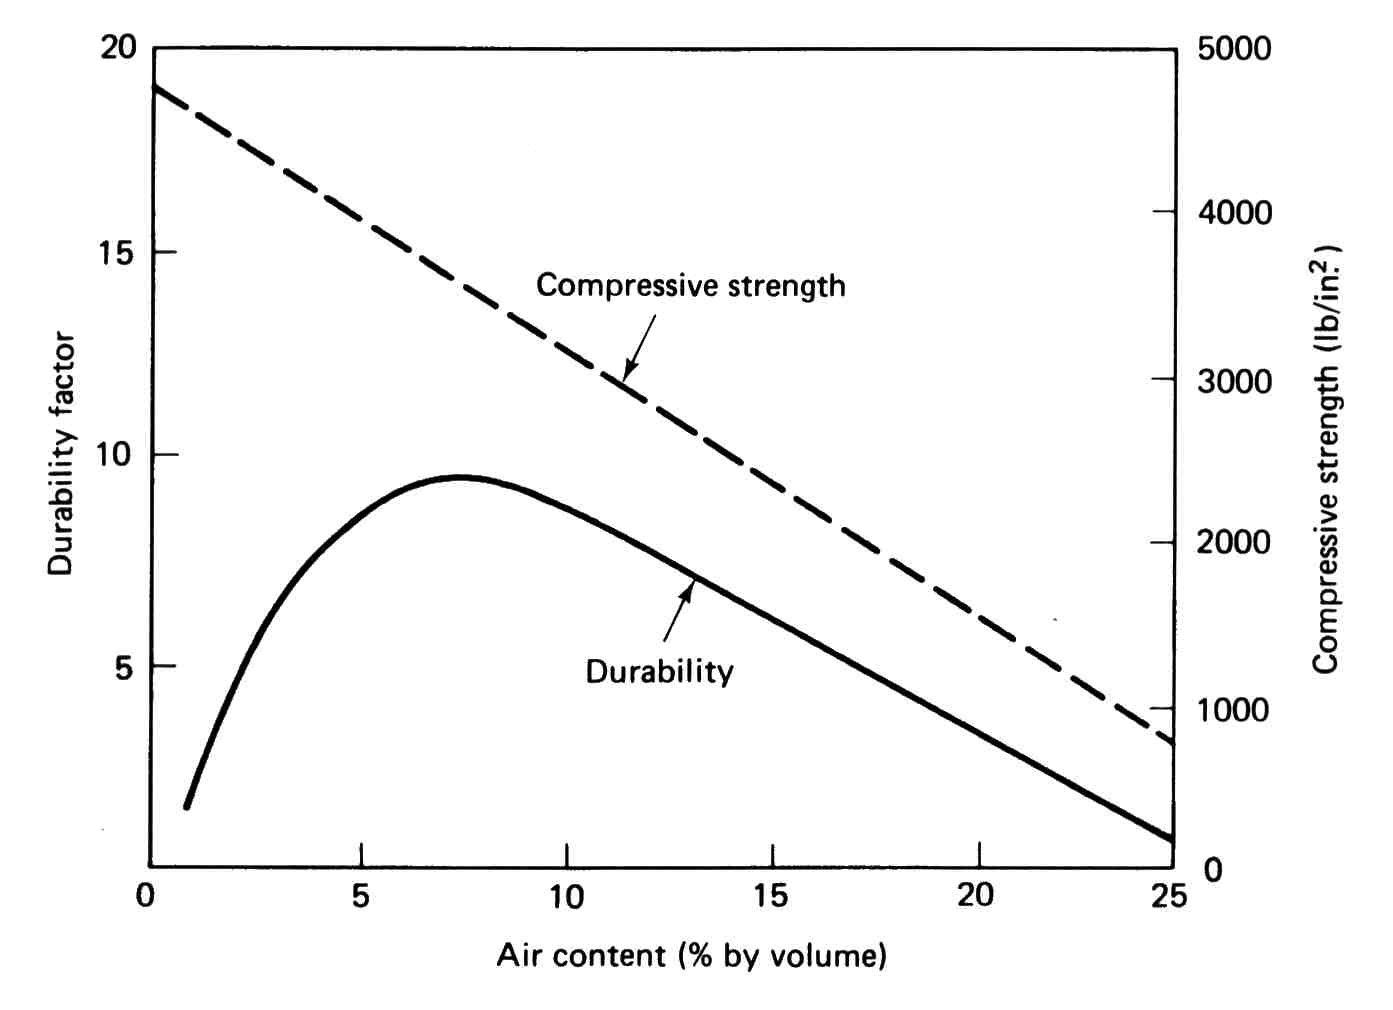 20
15
10
5
Durability factor
5000
4000
3000
2000
1000
0
Compressive strength (lb/in.²)
Compressive strength
Durability
0 5 10 15 20 25
Air content (% by volume)